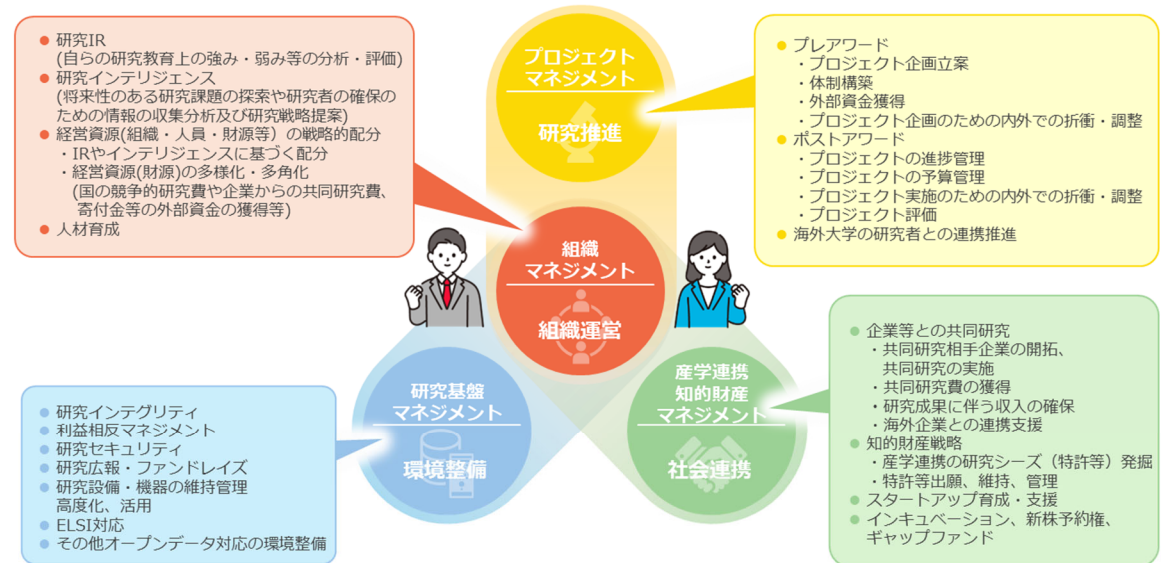 ● 研究IR
(自らの研究教育上の強み・弱み等の分析・評価)
● 研究インテリジェンス
(将来性のある研究課題の探索や研究者の確保の
ための情報の収集分析及び研究戦略提案)
● 経営資源(組織・人員・財源等）の戦略的配分
・IRやインテリジェンスに基づく配分
・経営資源(財源)の多様化・多角化
(国の競争的研究費や企業からの共同研究費、
寄付金等の外部資金の獲得等)
● 人材育成
プロジェクト
マネジメント
研究推進
● プレアワード
・プロジェクト企画立案
・体制構築
・外部資金獲得
・プロジェクト企画のための内外での折衝・調整
● ポストアワード
・プロジェクトの進捗管理
・プロジェクトの予算管理
・プロジェクト実施のための内外での折衝・調整
・プロジェクト評価
● 海外大学の研究者との連携推進
組織
マネジメント
組織運営
研究基盤
マネジメント
環境整備
産学連携
知的財産
マネジメント
社会連携
● 研究インテグリティ
● 利益相反マネジメント
● 研究セキュリティ
● 研究広報・ファンドレイズ
● 研究設備・機器の維持管理
高度化、活用
● ELSI対応
● その他オープンデータ対応の環境整備
● 企業等との共同研究
・共同研究相手企業の開拓、
共同研究の実施
・共同研究費の獲得
・研究成果に伴う収入の確保
・海外企業との連携支援
● 知的財産戦略
・産学連携の研究シーズ（特許等）発掘
・特許等出願、維持、管理
● スタートアップ育成・支援
● インキュベーション、新株予約権、
ギャップファンド